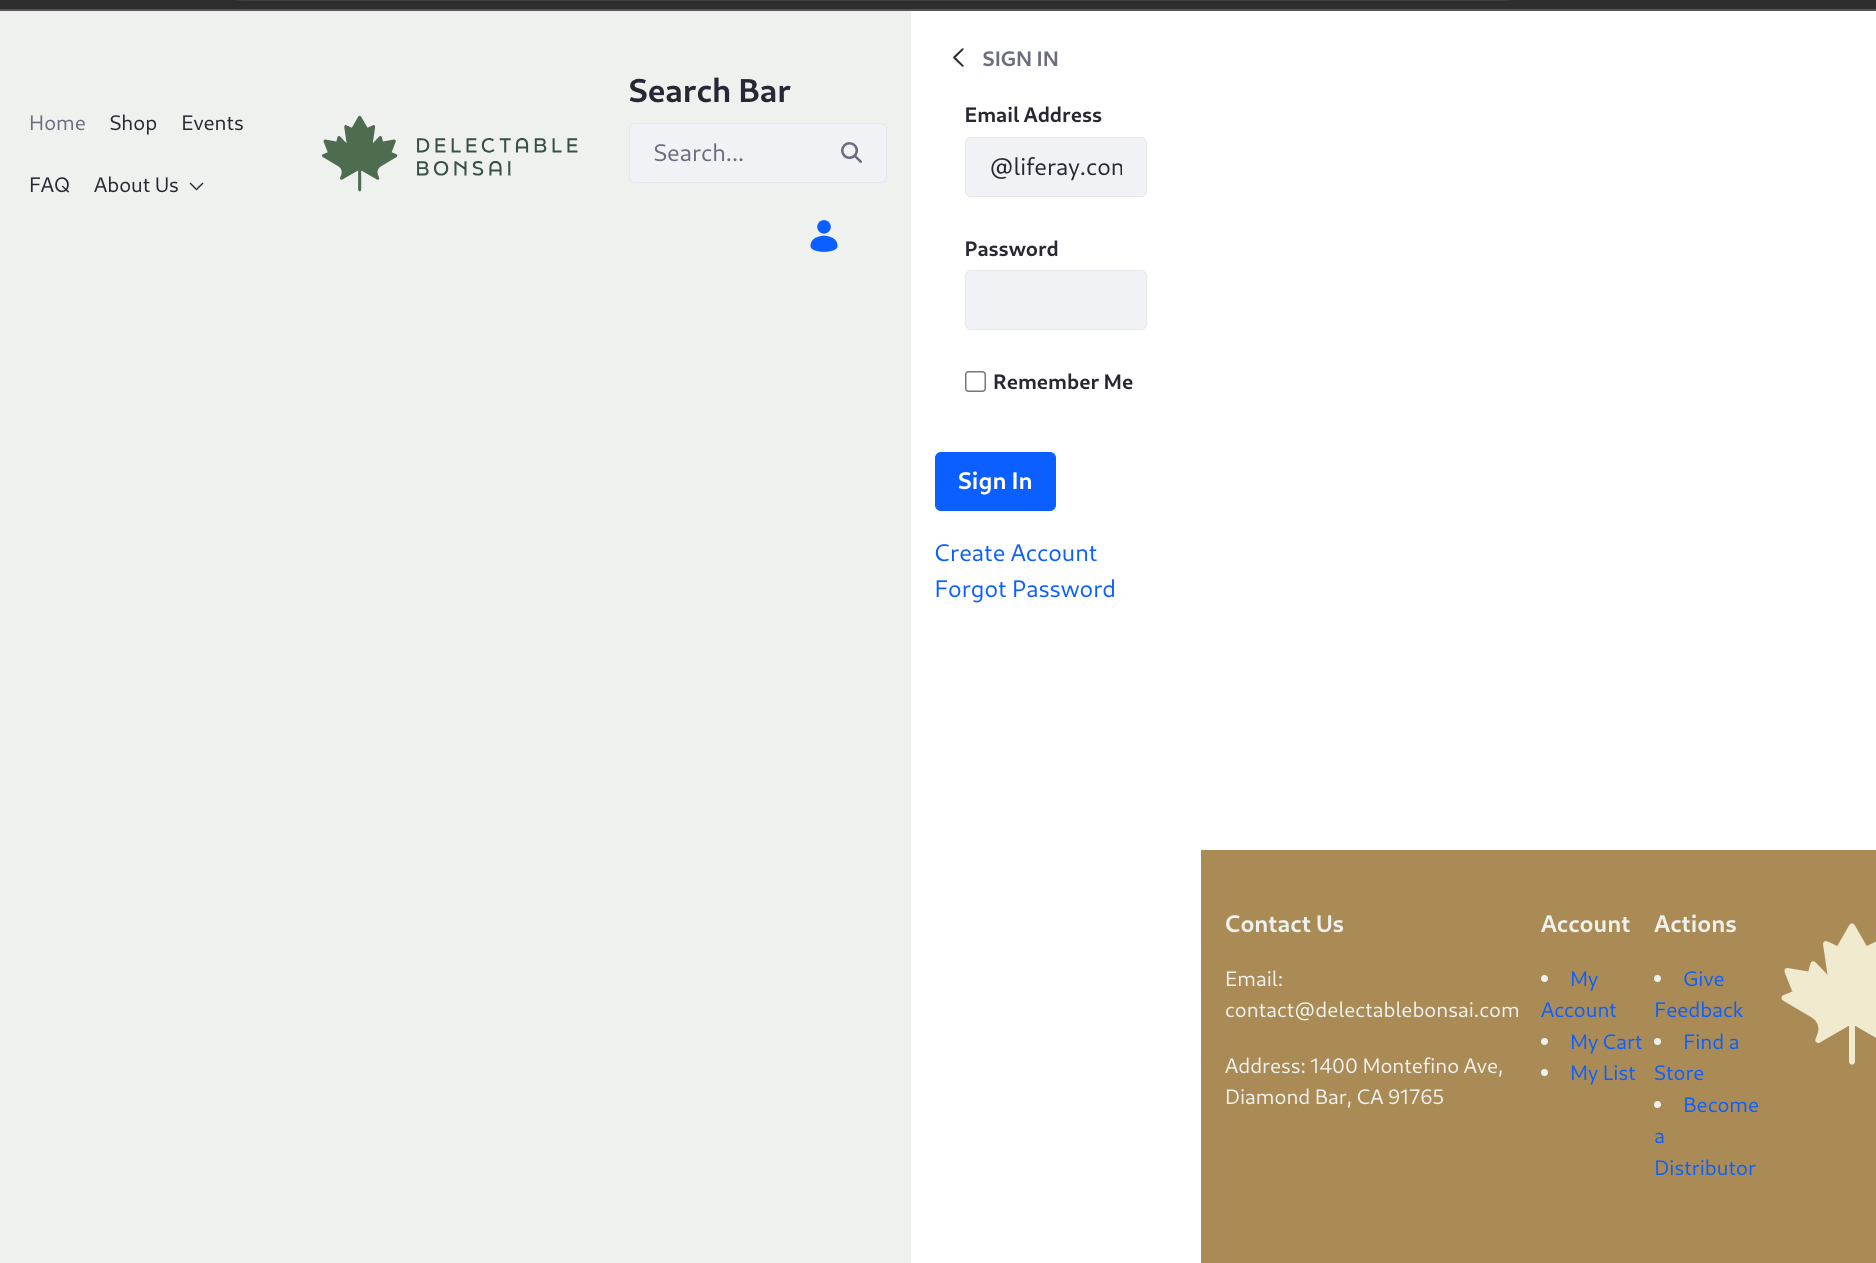 Home Shop Events
FAQ About Us
DELECTABLE
BONSAI
Search Bar
Search...
SIGN IN
Email Address
@liferay.con
Password
Remember Me
Sign In
Create Account
Forgot Password
Contact Us
Email:
contact@delectablebonsai.com
Address: 1400 Montefino Ave,
Diamond Bar, CA 91765
Account
• My
Account
• My Cart
• My List
Actions
• Give
Feedback
• Find a
Store
• Become
a
Distributor